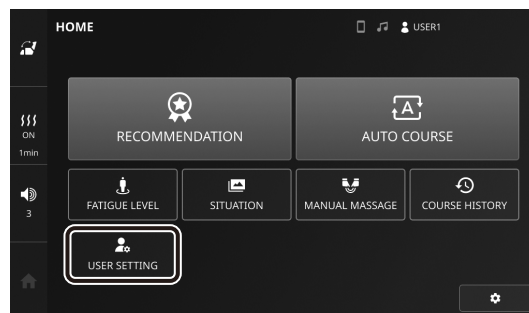 HOME
USER1
ON
1min
3
RECOMMENDATION
A
AUTO COURSE
FATIGUE LEVEL
SITUATION
MANUAL MASSAGE
COURSE HISTORY
USER SETTING